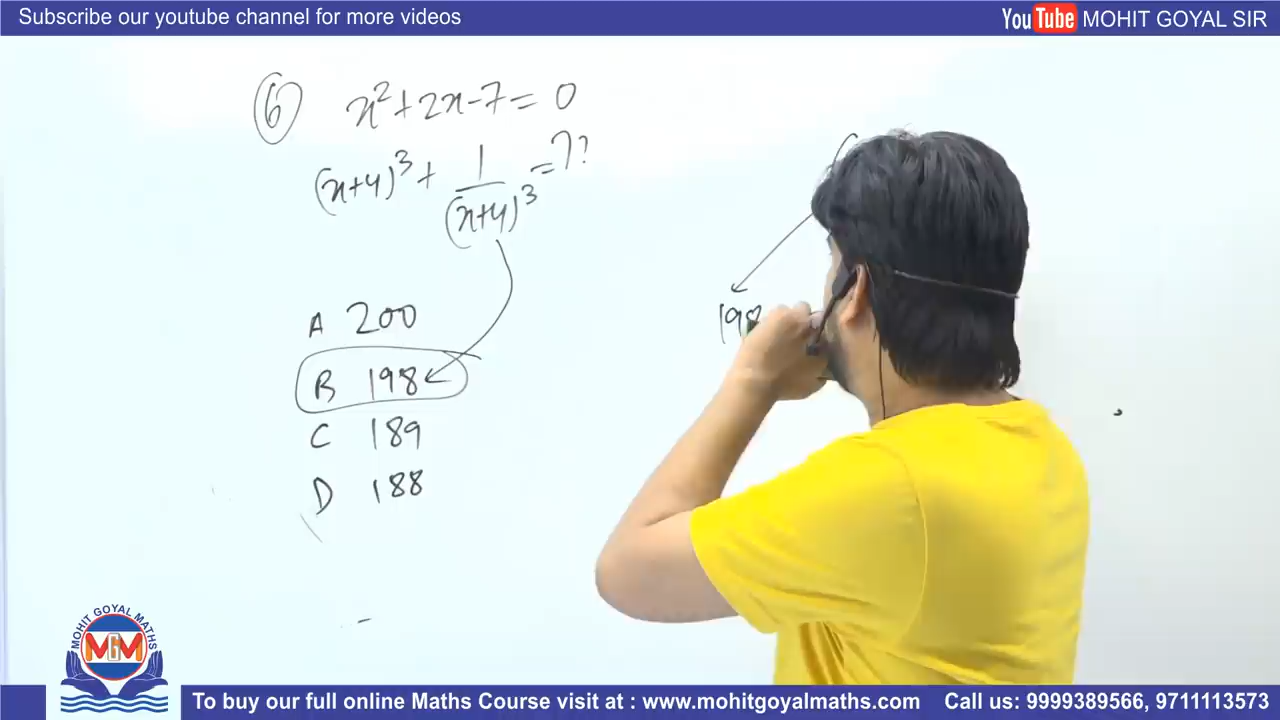 Subscribe our youtube channel for more videos
YouTube MOHIT GOYAL SIR
6 x²+2x-7=0
(x+4)³+ 1/(x+4)³ =??
A 200
B 198
C 189
D 188
198
MOHIT GOYAL MATHS
MGM
To buy our full online Maths Course visit at : www.mohitgoyalmaths.com Call us: 9999389566, 9711113573